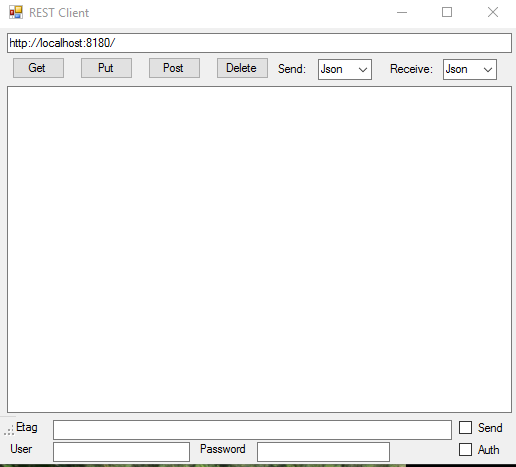 REST Client
http://localhost:8180/
Get Put Post Delete Send: Json Receive: Json
Etag Send
User Password Auth